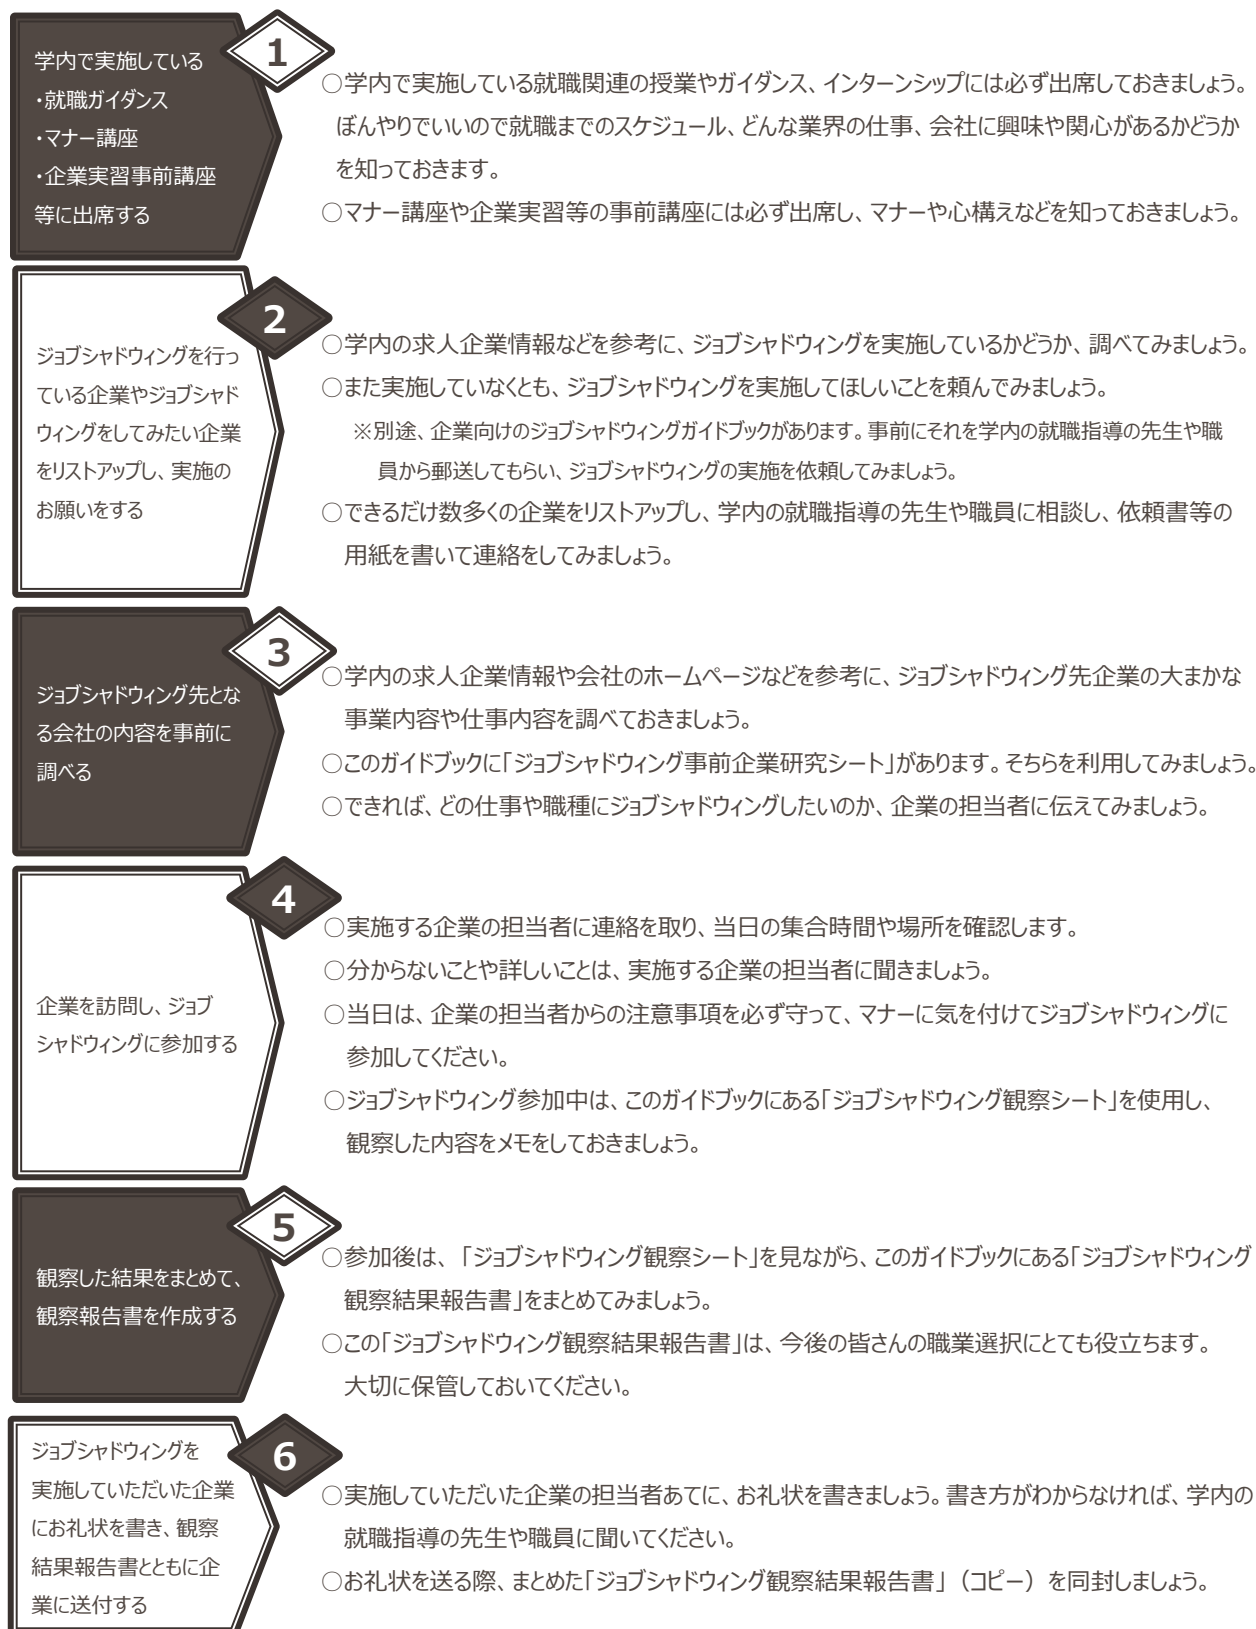 学内で実施している
・就職ガイダンス
・マナー講座
・企業実習事前講座
等に出席する
1
○学内で実施している就職関連の授業やガイダンス、インターンシップには必ず出席しておきましょう。
ぼんやりでいいので就職までのスケジュール、どんな業界の仕事、会社に興味や関心があるかどうか
を知っておきます。
○マナー講座や企業実習等の事前講座には必ず出席し、マナーや心構えなどを知っておきましょう。
ジョブシャドウィングを行っ
ている企業やジョブシャド
ウィングをしてみたい企業
をリストアップし、実施の
お願いをする
2
○学内の求人企業情報などを参考に、ジョブシャドウィングを実施しているかどうか、調べてみましょう。
○また実施していなくとも、ジョブシャドウィングを実施してほしいことを頼んでみましょう。
※別途、企業向けのジョブシャドウィングガイドブックがあります。事前にそれを学内の就職指導の先生や職
員から郵送してもらい、ジョブシャドウィングの実施を依頼してみましょう。
○できるだけ数多くの企業をリストアップし、学内の就職指導の先生や職員に相談し、依頼書等の
用紙を書いて連絡をしてみましょう。
ジョブシャドウィング先とな
る会社の内容を事前に
調べる
3
○学内の求人企業情報や会社のホームページなどを参考に、ジョブシャドウィング先企業の大まかな
事業内容や仕事内容を調べておきましょう。
○このガイドブックに「ジョブシャドウィング事前企業研究シート」があります。そちらを利用してみましょう。
○できれば、どの仕事や職種にジョブシャドウィングしたいのか、企業の担当者に伝えてみましょう。
企業を訪問し、ジョブ
シャドウィングに参加する
4
○実施する企業の担当者に連絡を取り、当日の集合時間や場所を確認します。
○分からないことや詳しいことは、実施する企業の担当者に聞きましょう。
○当日は、企業の担当者からの注意事項を必ず守って、マナーに気を付けてジョブシャドウィングに
参加してください。
○ジョブシャドウィング参加中は、このガイドブックにある「ジョブシャドウィング観察シート」を使用し、
観察した内容をメモをしておきましょう。
観察した結果をまとめて、
観察報告書を作成する
5
○参加後は、「ジョブシャドウィング観察シート」を見ながら、このガイドブックにある「ジョブシャドウィング
観察結果報告書」をまとめてみましょう。
○この「ジョブシャドウィング観察結果報告書」は、今後の皆さんの職業選択にとても役立ちます。
大切に保管しておいてください。
ジョブシャドウィングを
実施していただいた企業
にお礼状を書き、観察
結果報告書とともに企
業に送付する
6
○実施していただいた企業の担当者あてに、お礼状を書きましょう。書き方がわからなければ、学内の
就職指導の先生や職員に聞いてください。
○お礼状を送る際、まとめた「ジョブシャドウィング観察結果報告書」（コピー）を同封しましょう。